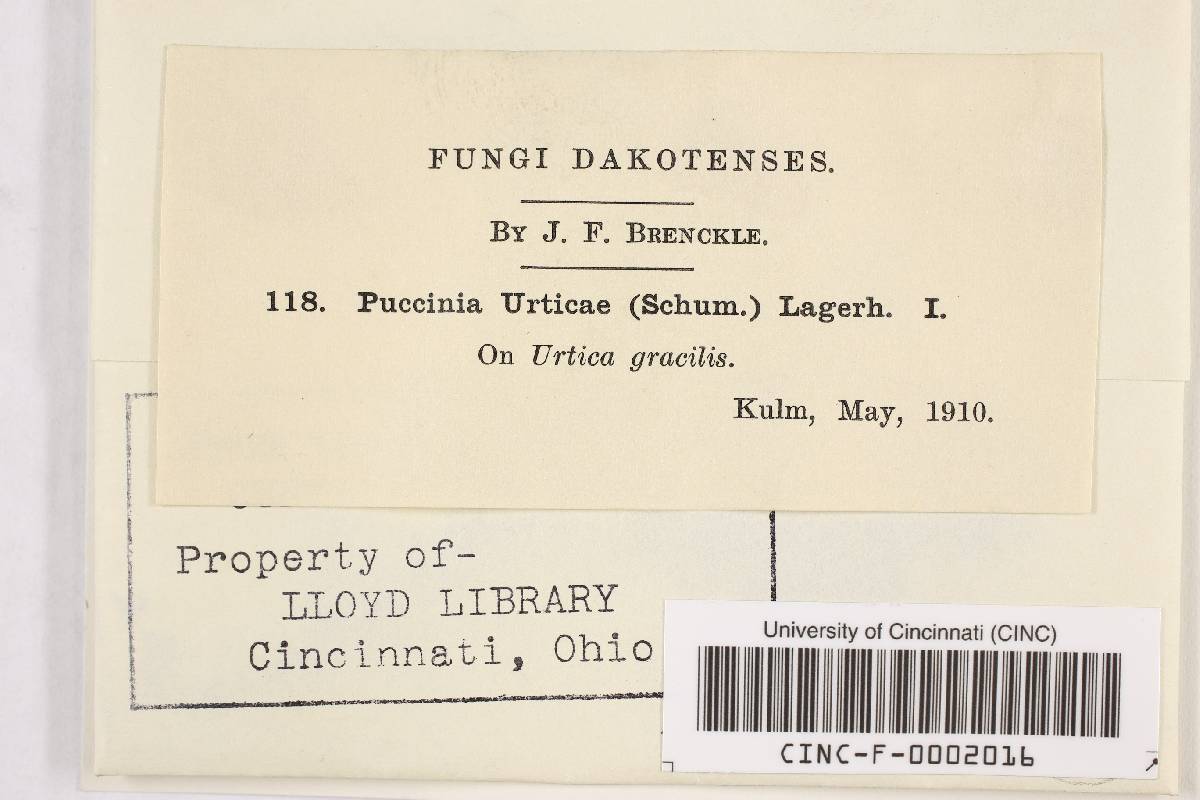 FUNGI DAKOTENSES.
By J. F. Brenckle.
118. Puccinia Urticae (Schum.) Lagerh. I.
On Urtica gracilis.
Kulm, May, 1910.
Property of-
LLOYD LIBRARY
Cincinnati, Ohio
University of Cincinnati (CINC)
CINC-F-0002016